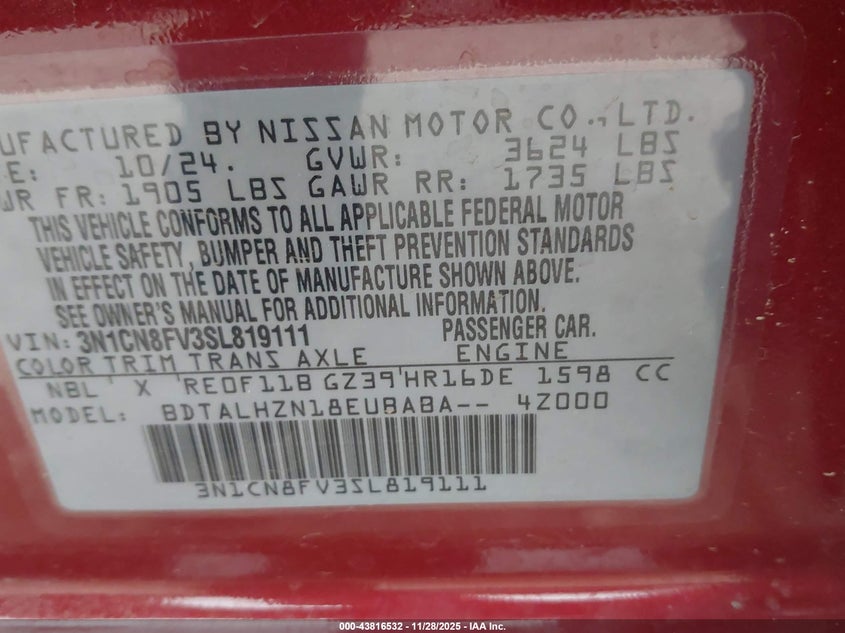 UFACTURED BY NISSAN MOTOR CO., LTD.
E: 10/24. GVWR: 3624 LBS
WR FR: 1905 LBS GAWR RR: 1735 LBS
THIS VEHICLE CONFORMS TO ALL APPLICABLE FEDERAL MOTOR
VEHICLE SAFETY, BUMPER AND THEFT PREVENTION STANDARDS
IN EFFECT ON THE DATE OF MANUFACTURE SHOWN ABOVE.
SEE OWNER'S MANUAL FOR ADDITIONAL INFORMATION.
VIN: 3N1CN8FV3SL819111 PASSENGER CAR.
COLOR TRIM TRANS AXLE ENGINE
NBL X RE0F11B GZ39 HR16DE 1598 CC
MODEL: BDTALHZN18EUBABA-- 4Z000
3N1CN8FV3SL819111
000-43816532 — 11/28/2025 — IAA Inc.